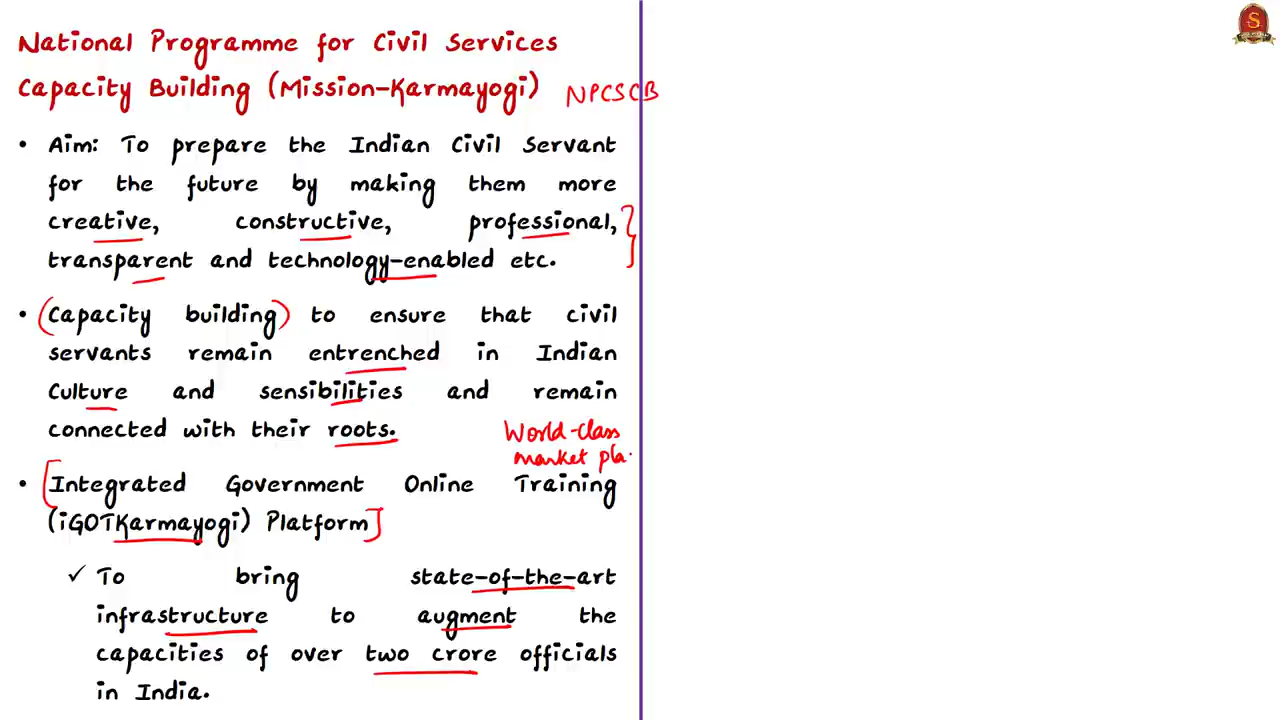 National Programme for Civil Services
Capacity Building (Mission-Karmayogi)
NPCSCB
• Aim: To prepare the Indian Civil Servant
for the future by making them more
creative, constructive, professional,
transparent and technology-enabled etc.
• Capacity building to ensure that civil
servants remain entrenched in Indian
Culture and sensibilities and remain
connected with their roots.
World-class
market pla.
• Integrated Government Online Training
(iGOTKarmayogi) Platform
✓ To bring state-of-the-art
infrastructure to augment the
capacities of over two crore officials
in India.